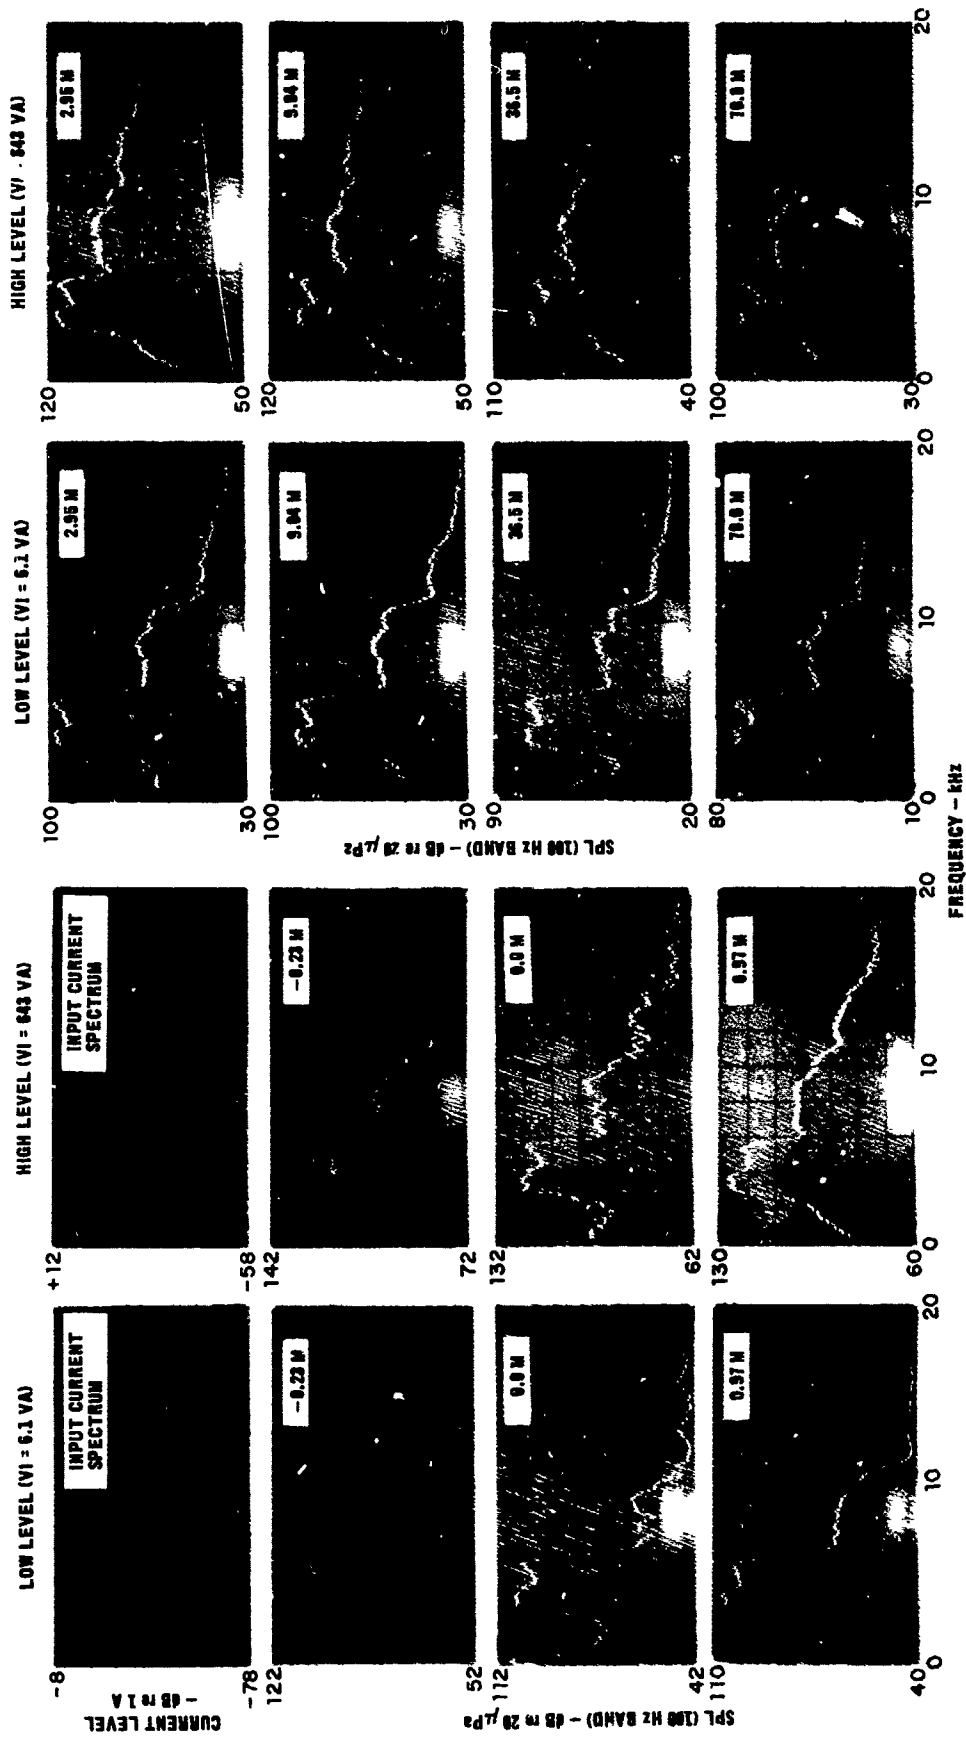 LOW LEVEL (VI = 6.1 VA)
HIGH LEVEL (VI = 643 VA)
LOW LEVEL (VI = 6.1 VA)
HIGH LEVEL (VI - 843 VA)
CURRENT LEVEL
– dB re 1 A
-8
-78
INPUT CURRENT
SPECTRUM
+12
-58
INPUT CURRENT
SPECTRUM
100
30
2.95 M
120
50
2.95 M
122
52
–0.23 M
142
72
–0.23 M
100
30
9.04 M
120
50
9.04 M
SPL (100 Hz BAND) – dB re 20 µPa
112
42
0.0 M
132
62
0.0 M
SPL (100 Hz BAND) – dB re 20 µPa
90
20
36.5 M
110
40
36.5 M
110
40
0.97 M
0
10
20
130
60
0.97 M
0
10
20
80
10
70.0 M
0
10
20
100
30
70.0 M
0
10
20
FREQUENCY – kHz